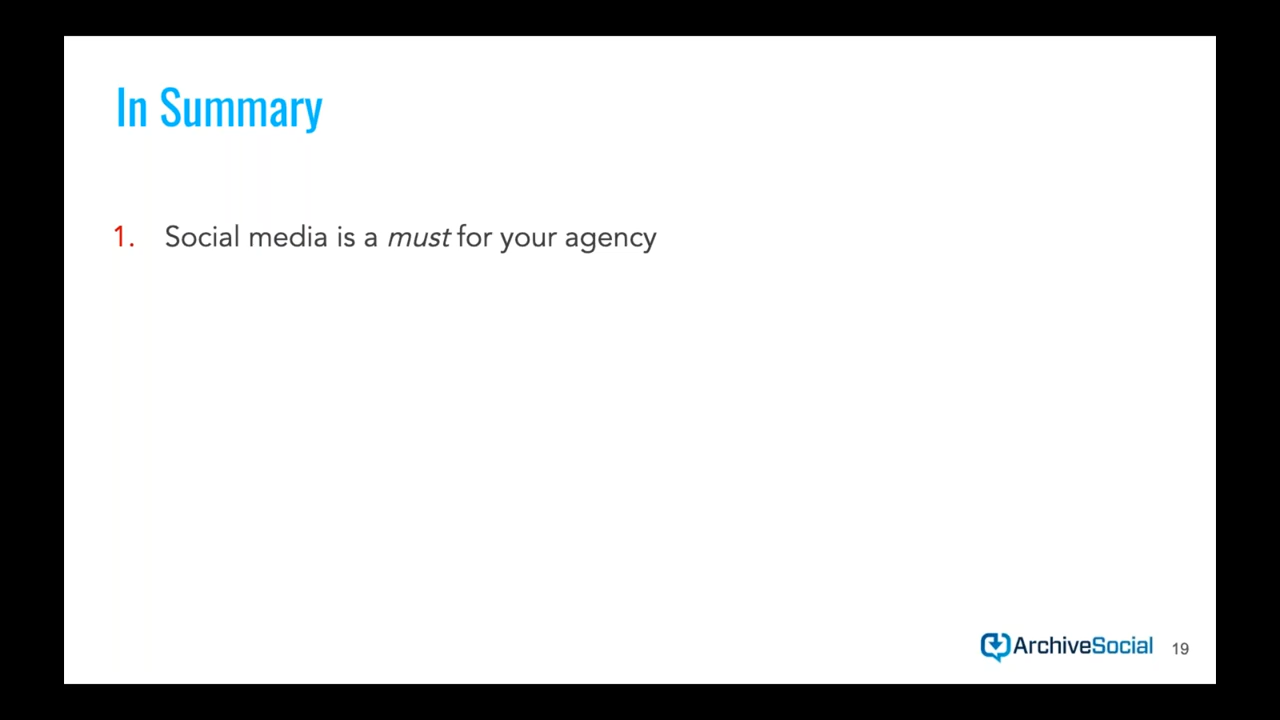 In Summary
1. Social media is a must for your agency
ArchiveSocial 19